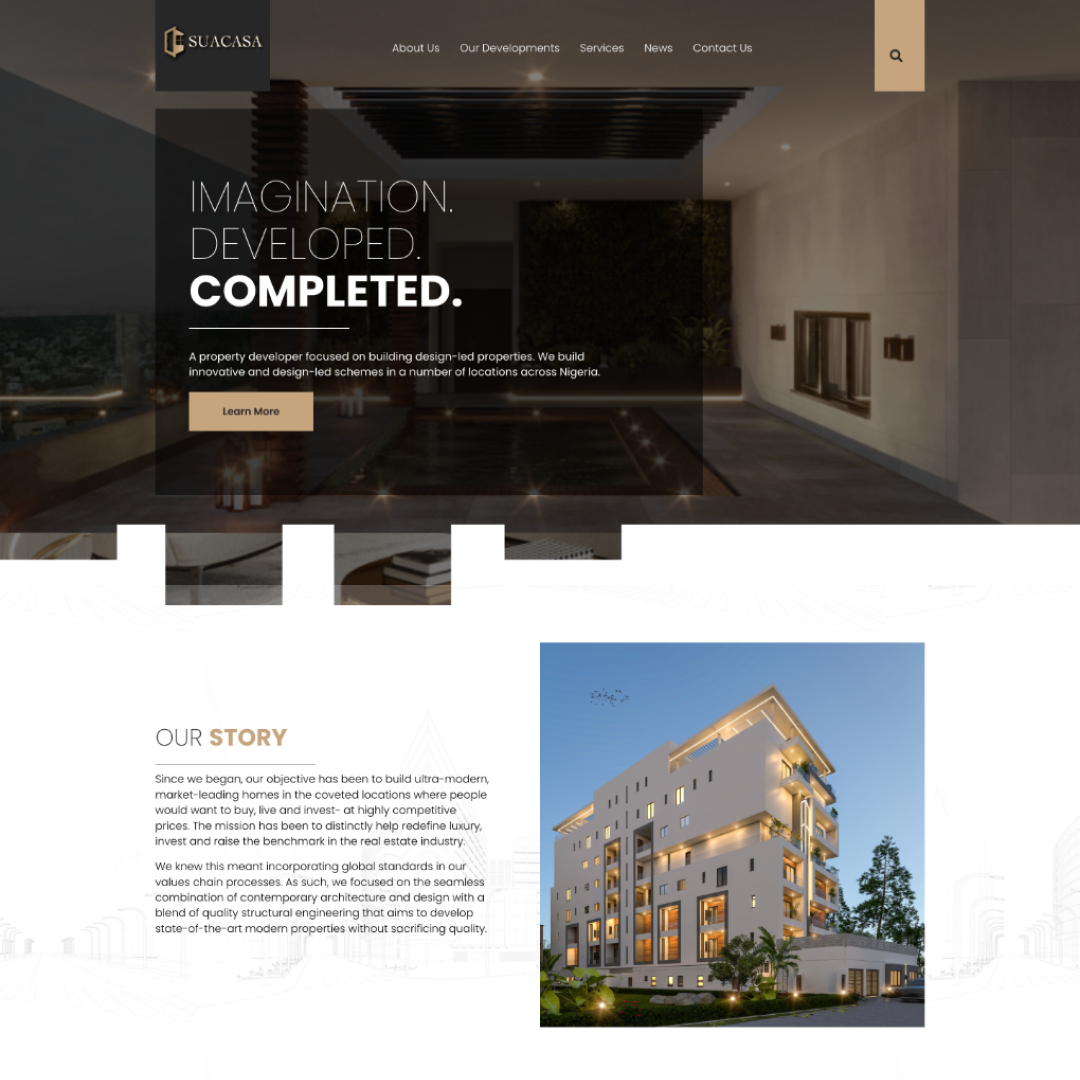 SUACASA
About Us Our Developments Services News Contact Us
IMAGINATION.
DEVELOPED.
COMPLETED.
A property developer focused on building design-led properties. We build
innovative and design-led schemes in a number of locations across Nigeria.
Learn More
OUR STORY
Since we began, our objective has been to build ultra-modern,
market-leading homes in the coveted locations where people
would want to buy, live and invest- at highly competitive
prices. The mission has been to distinctly help redefine luxury,
invest and raise the benchmark in the real estate industry.
We knew this meant incorporating global standards in our
values chain processes. As such, we focused on the seamless
combination of contemporary architecture and design with a
blend of quality structural engineering that aims to develop
state-of-the-art modern properties without sacrificing quality.